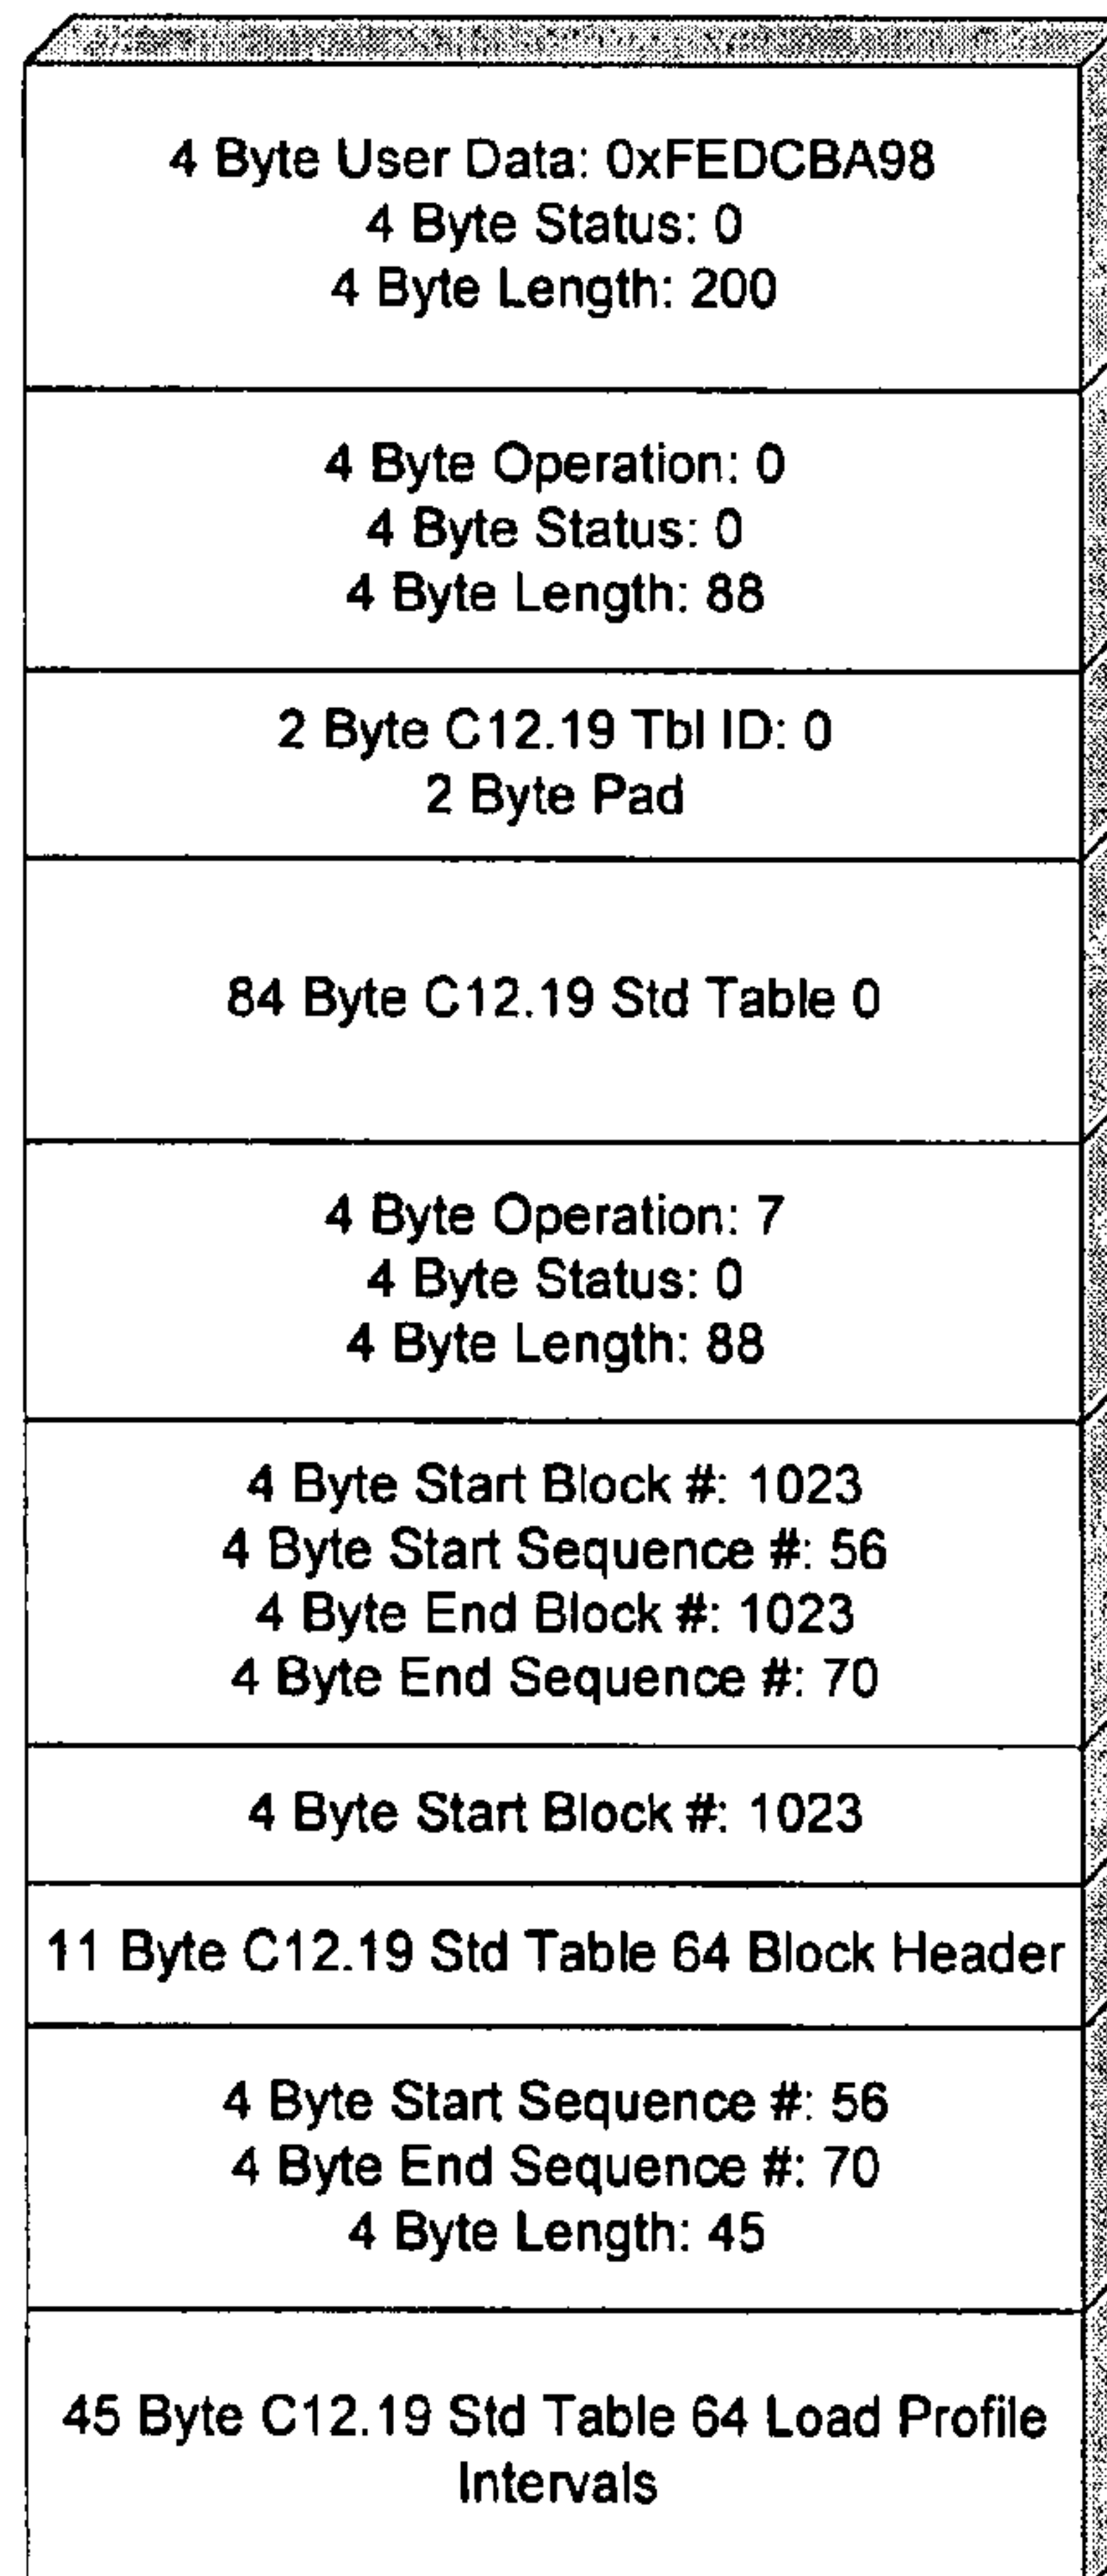 4 Byte User Data: 0xFEDCBA98
4 Byte Status: 0
4 Byte Length: 200
4 Byte Operation: 0
4 Byte Status: 0
4 Byte Length: 88
2 Byte C12.19 Tbl ID: 0
2 Byte Pad
84 Byte C12.19 Std Table 0
4 Byte Operation: 7
4 Byte Status: 0
4 Byte Length: 88
4 Byte Start Block #: 1023
4 Byte Start Sequence #: 56
4 Byte End Block #: 1023
4 Byte End Sequence #: 70
4 Byte Start Block #: 1023
11 Byte C12.19 Std Table 64 Block Header
4 Byte Start Sequence #: 56
4 Byte End Sequence #: 70
4 Byte Length: 45
45 Byte C12.19 Std Table 64 Load Profile
Intervals